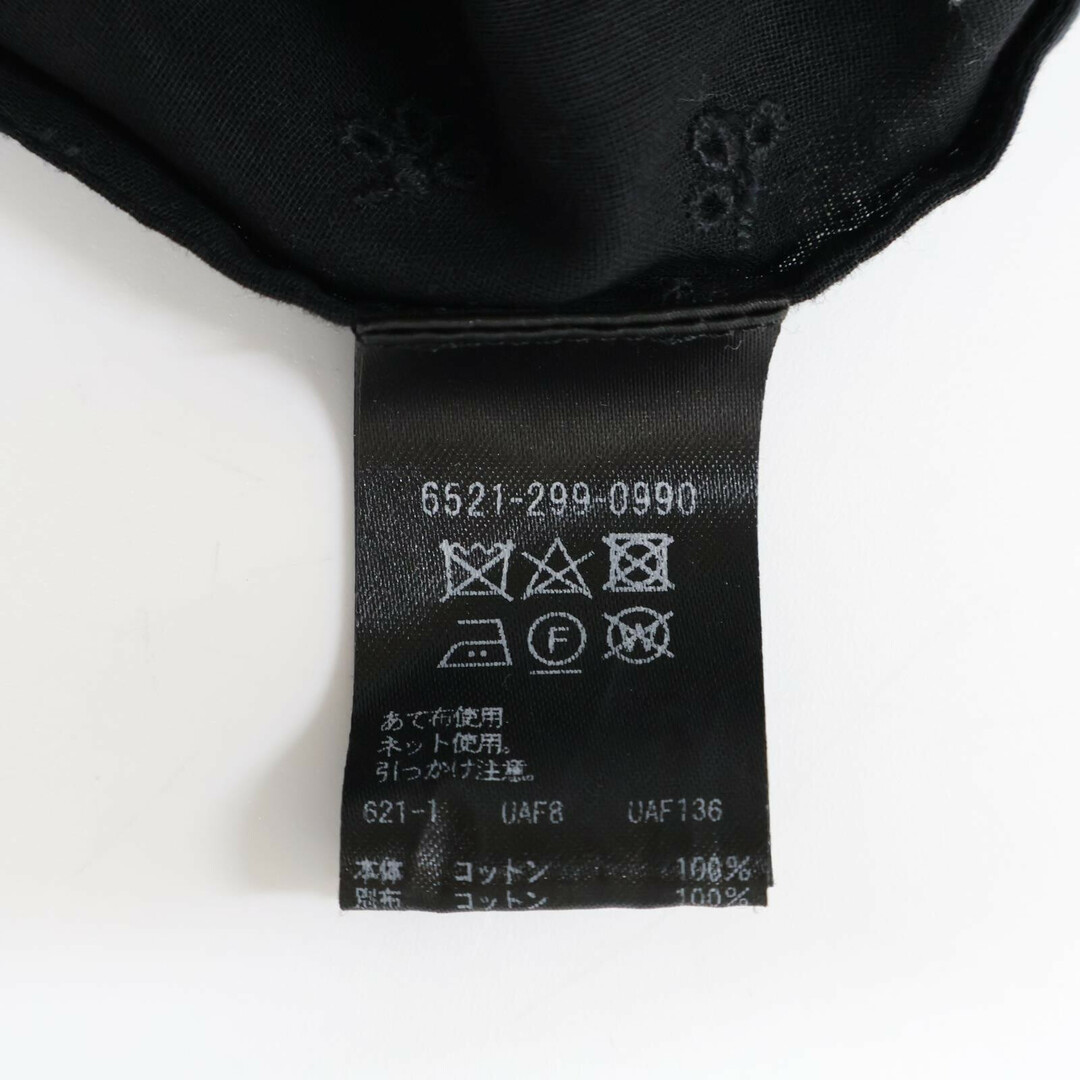 6521-299-0990
F W
あて布使用
ネット使用。
引っかけ注意。
621-1 UAF8 UAF136
本体 コットン 100%
別布 コットン 100%